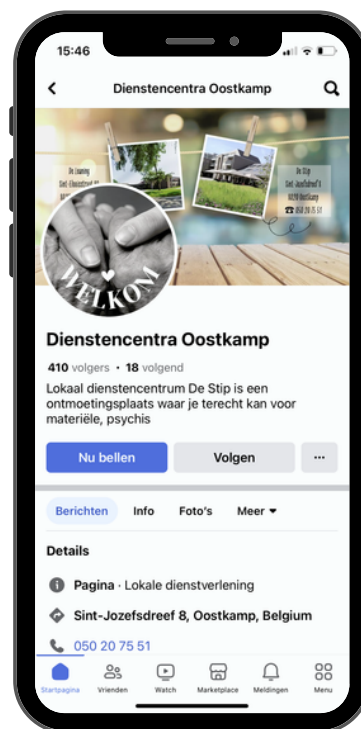 15:46
Dienstencentra Oostkamp
De Stip
Sint-Jozefsdreef 8
8020 Oostkamp
☎ 050 20 75 51
WELKOM
Dienstencentra Oostkamp
410 volgers • 18 volgend
Lokaal dienstencentrum De Stip is een
ontmoetingsplaats waar je terecht kan voor
materiële, psychis
Nu bellen
Volgen
Berichten Info Foto's Meer
Details
Pagina · Lokale dienstverlening
Sint-Jozefsdreef 8, Oostkamp, Belgium
050 20 75 51
Startpagina Vrienden Watch Marketplace Meldingen Menu